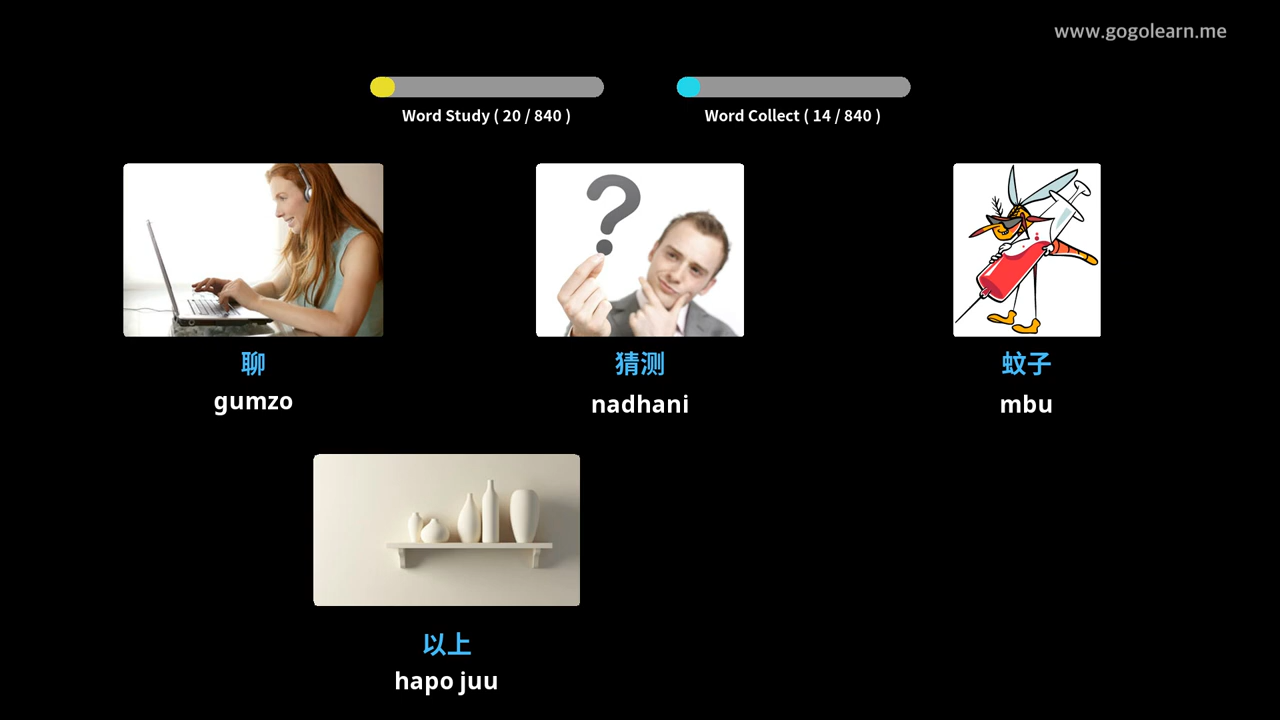 www.gogolearn.me
Word Study ( 20 / 840 )
Word Collect ( 14 / 840 )
聊
gumzo
猜测
nadhani
蚊子
mbu
以上
hapo juu